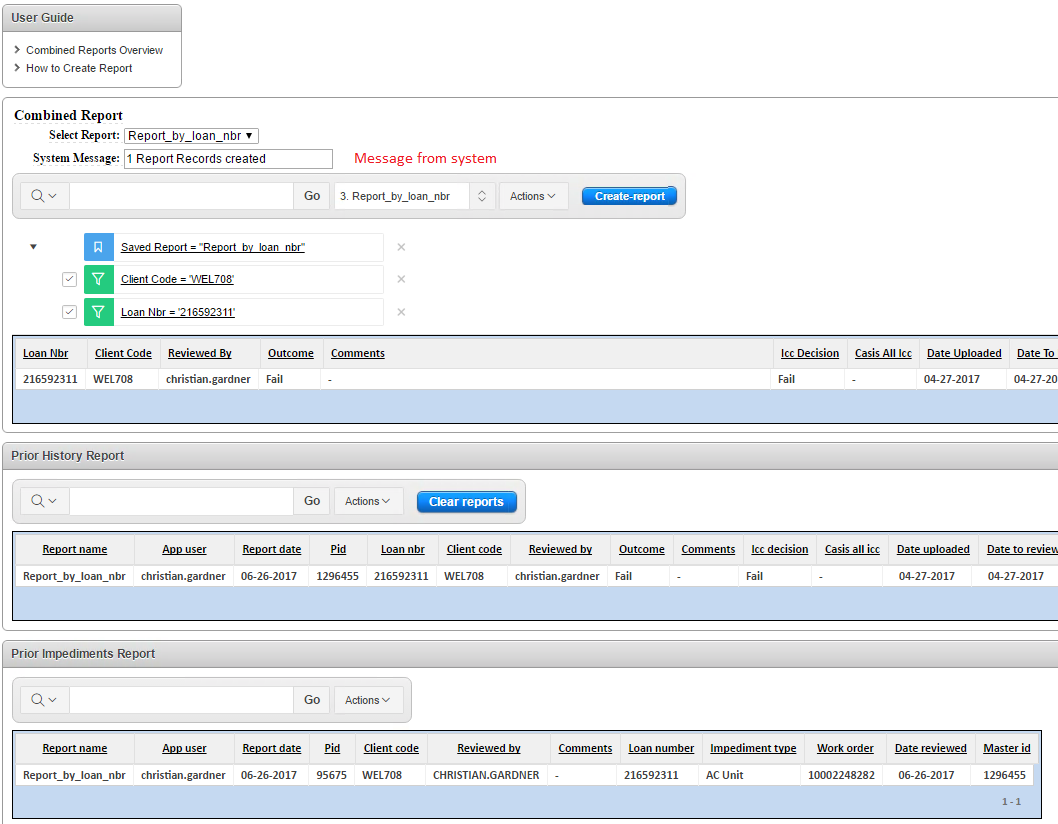 User Guide
Combined Reports Overview
How to Create Report
Combined Report
Select Report: Report_by_loan_nbr
System Message: 1 Report Records created Message from system
Go 3. Report_by_loan_nbr Actions Create-report
Saved Report = "Report_by_loan_nbr"
Client Code = 'WEL708'
Loan Nbr = '216592311'
Loan Nbr Client Code Reviewed By Outcome Comments Icc Decision Casis All Icc Date Uploaded Date To
216592311 WEL708 christian.gardner Fail - Fail - 04-27-2017 04-27-20
Prior History Report
Go Actions Clear reports
Report name App user Report date Pid Loan nbr Client code Reviewed by Outcome Comments Icc decision Casis all icc Date uploaded Date to review
Report_by_loan_nbr christian.gardner 06-26-2017 1296455 216592311 WEL708 christian.gardner Fail - Fail - 04-27-2017 04-27-2017
Prior Impediments Report
Go Actions
Report name App user Report date Pid Client code Reviewed by Comments Loan number Impediment type Work order Date reviewed Master id
Report_by_loan_nbr christian.gardner 06-26-2017 95675 WEL708 CHRISTIAN.GARDNER - 216592311 AC Unit 10002248282 06-26-2017 1296455
1 - 1